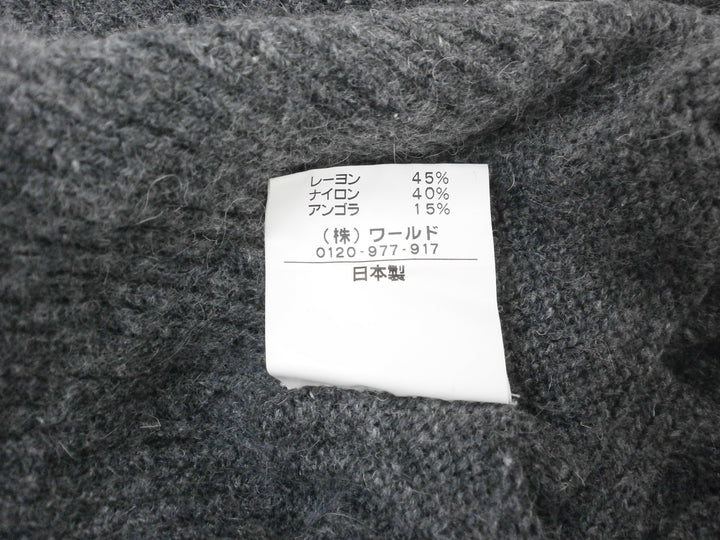 レーヨン 45%
ナイロン 40%
アンゴラ 15%
（株）ワールド
0120-977-917
日本製